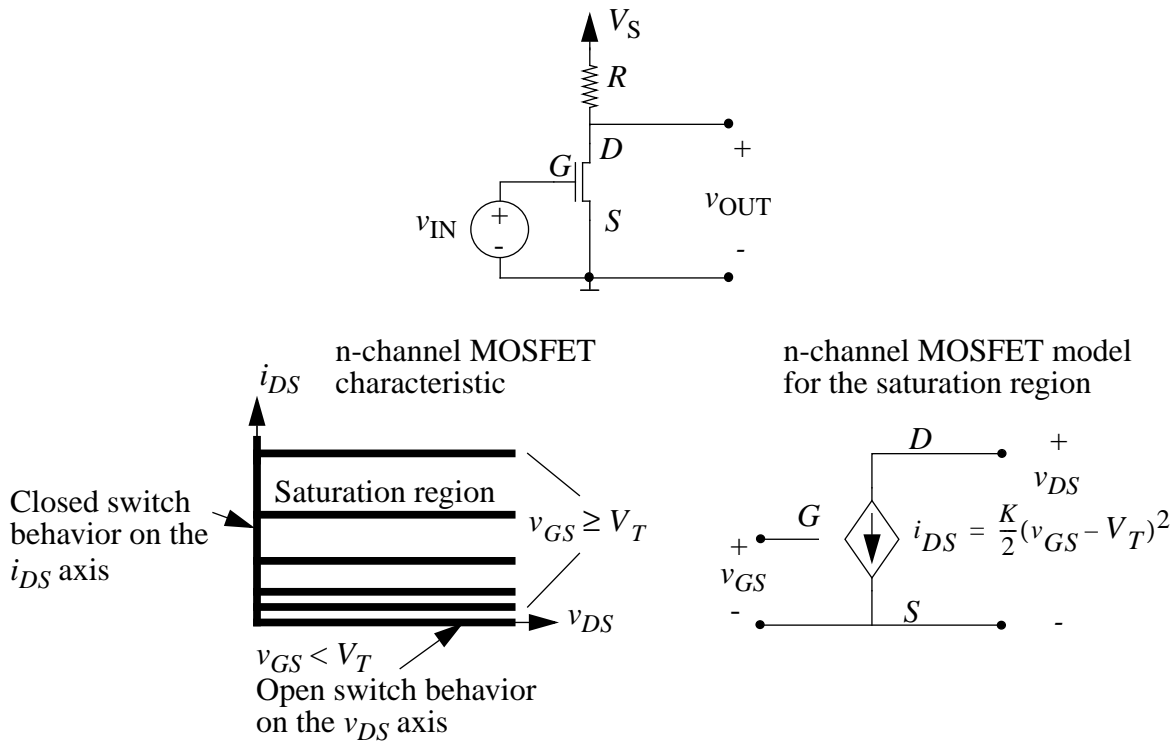 V_S
R
D
G
+
v_IN
+
-
S
v_OUT
-
n-channel MOSFET
characteristic
i_DS
Saturation region
v_GS ≥ V_T
Closed switch
behavior on the
i_DS axis
v_DS
v_GS < V_T
Open switch behavior
on the v_DS axis
n-channel MOSFET model
for the saturation region
D
+
v_DS
G
i_DS = K/2 (v_GS – V_T)^2
+
v_GS
-
S
-